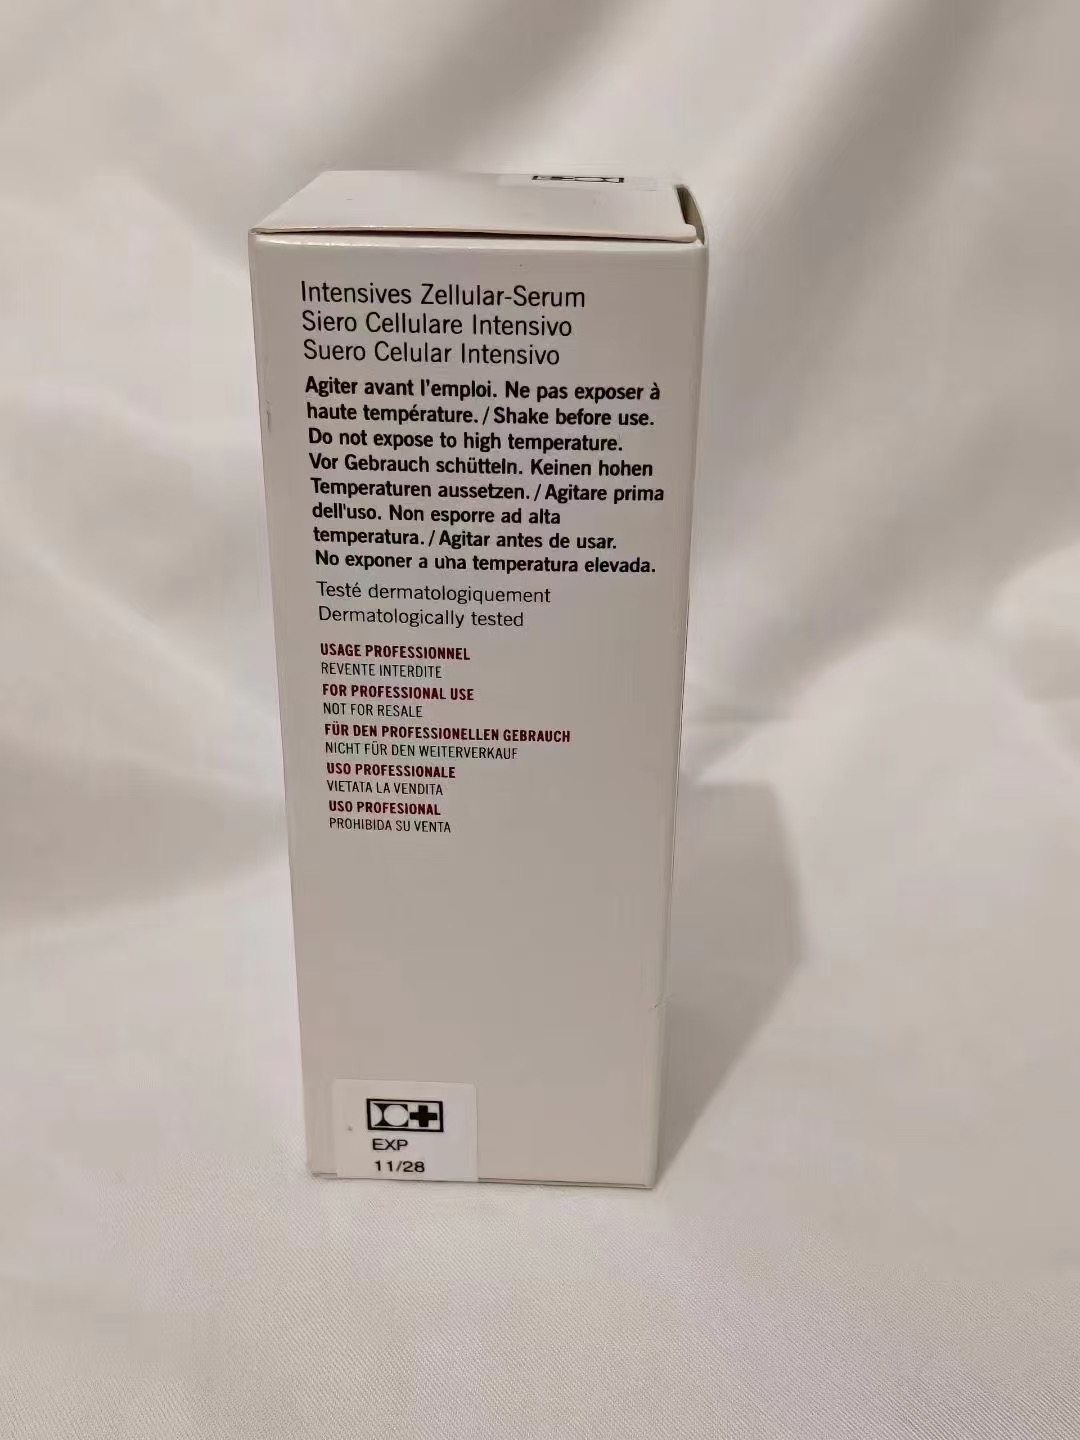 Intensives Zellular-Serum
Siero Cellulare Intensivo
Suero Celular Intensivo
Agiter avant l'emploi. Ne pas exposer à
haute température. / Shake before use.
Do not expose to high temperature.
Vor Gebrauch schütteln. Keinen hohen
Temperaturen aussetzen. / Agitare prima
dell'uso. Non esporre ad alta
temperatura. / Agitar antes de usar.
No exponer a una temperatura elevada.
Testé dermatologiquement
Dermatologically tested
USAGE PROFESSIONNEL
REVENTE INTERDITE
FOR PROFESSIONAL USE
NOT FOR RESALE
FÜR DEN PROFESSIONELLEN GEBRAUCH
NICHT FÜR DEN WEITERVERKAUF
USO PROFESSIONALE
VIETATA LA VENDITA
USO PROFESIONAL
PROHIBIDA SU VENTA
EXP
11/28